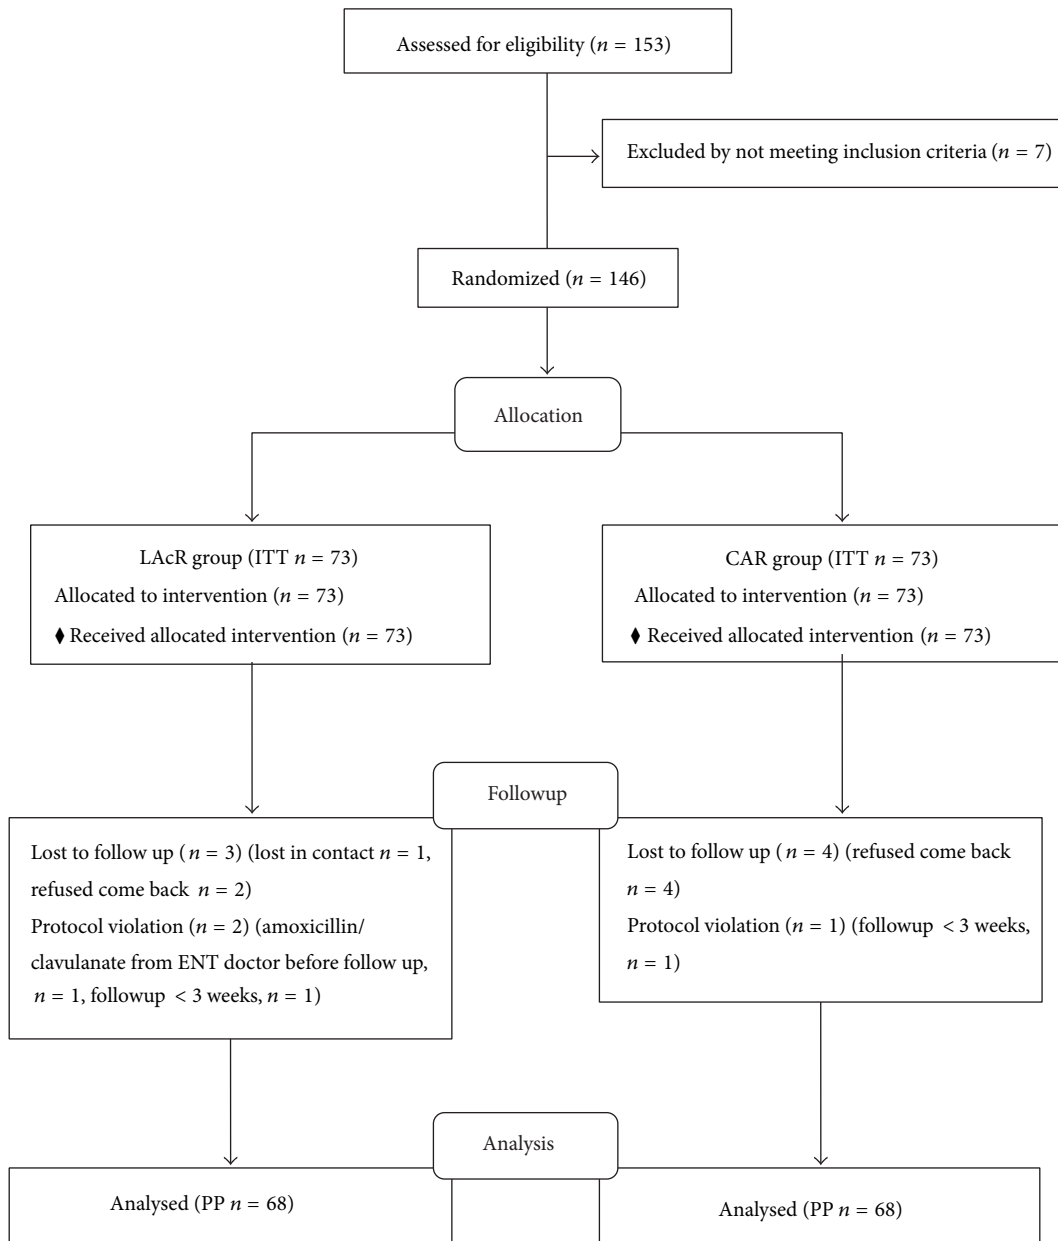 Assessed for eligibility (n = 153)
Excluded by not meeting inclusion criteria (n = 7)
Randomized (n = 146)
Allocation
LAcR group (ITT n = 73)
Allocated to intervention (n = 73)
♦ Received allocated intervention (n = 73)
CAR group (ITT n = 73)
Allocated to intervention (n = 73)
♦ Received allocated intervention (n = 73)
Followup
Lost to follow up (n = 3) (lost in contact n = 1,
refused come back n = 2)
Protocol violation (n = 2) (amoxicillin/
clavulanate from ENT doctor before follow up,
n = 1, followup < 3 weeks, n = 1)
Lost to follow up (n = 4) (refused come back
n = 4)
Protocol violation (n = 1) (followup < 3 weeks,
n = 1)
Analysis
Analysed (PP n = 68)
Analysed (PP n = 68)